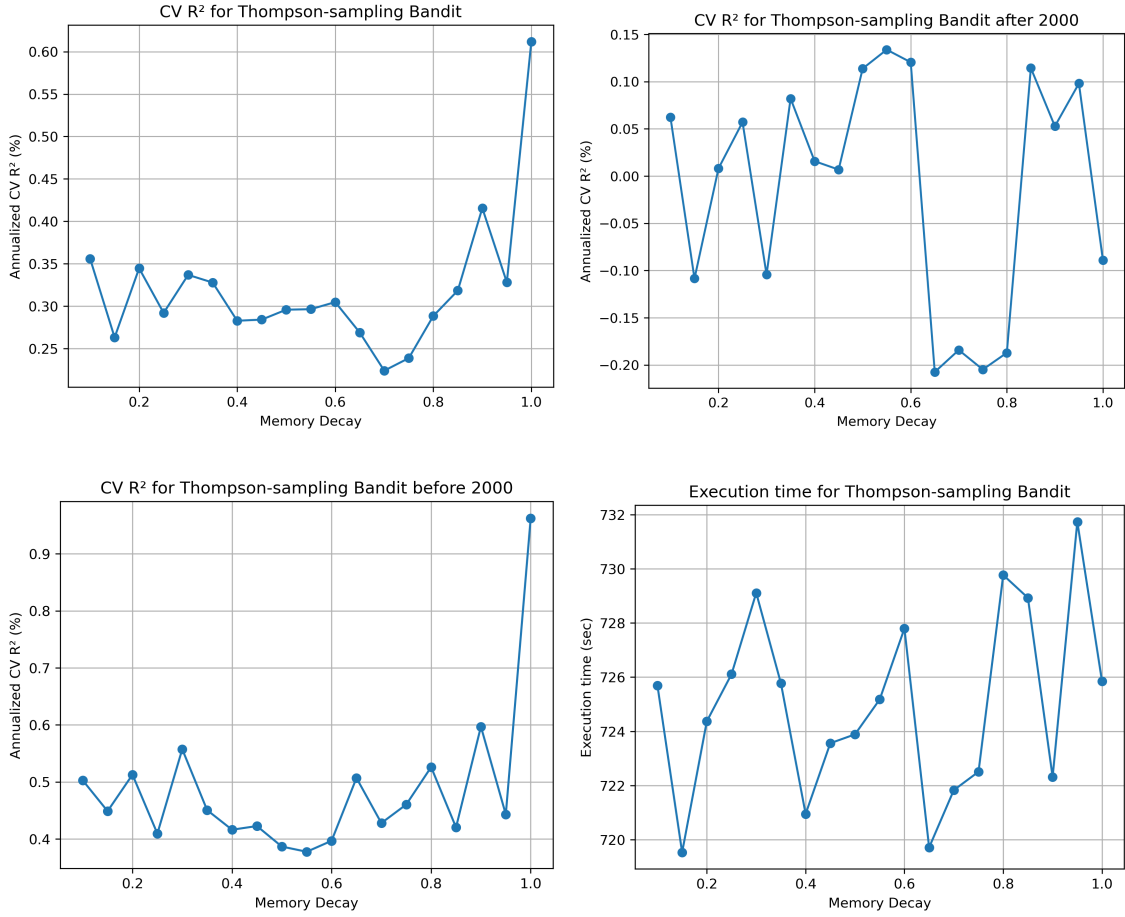 CV R² for Thompson-sampling Bandit
Annualized CV R² (%)
0.60
0.55
0.50
0.45
0.40
0.35
0.30
0.25
0.2 0.4 0.6 0.8 1.0
Memory Decay
CV R² for Thompson-sampling Bandit after 2000
Annualized CV R² (%)
0.15
0.10
0.05
0.00
−0.05
−0.10
−0.15
−0.20
0.2 0.4 0.6 0.8 1.0
Memory Decay
CV R² for Thompson-sampling Bandit before 2000
Annualized CV R² (%)
0.9
0.8
0.7
0.6
0.5
0.4
0.2 0.4 0.6 0.8 1.0
Memory Decay
Execution time for Thompson-sampling Bandit
Execution time (sec)
732
730
728
726
724
722
720
0.2 0.4 0.6 0.8 1.0
Memory Decay